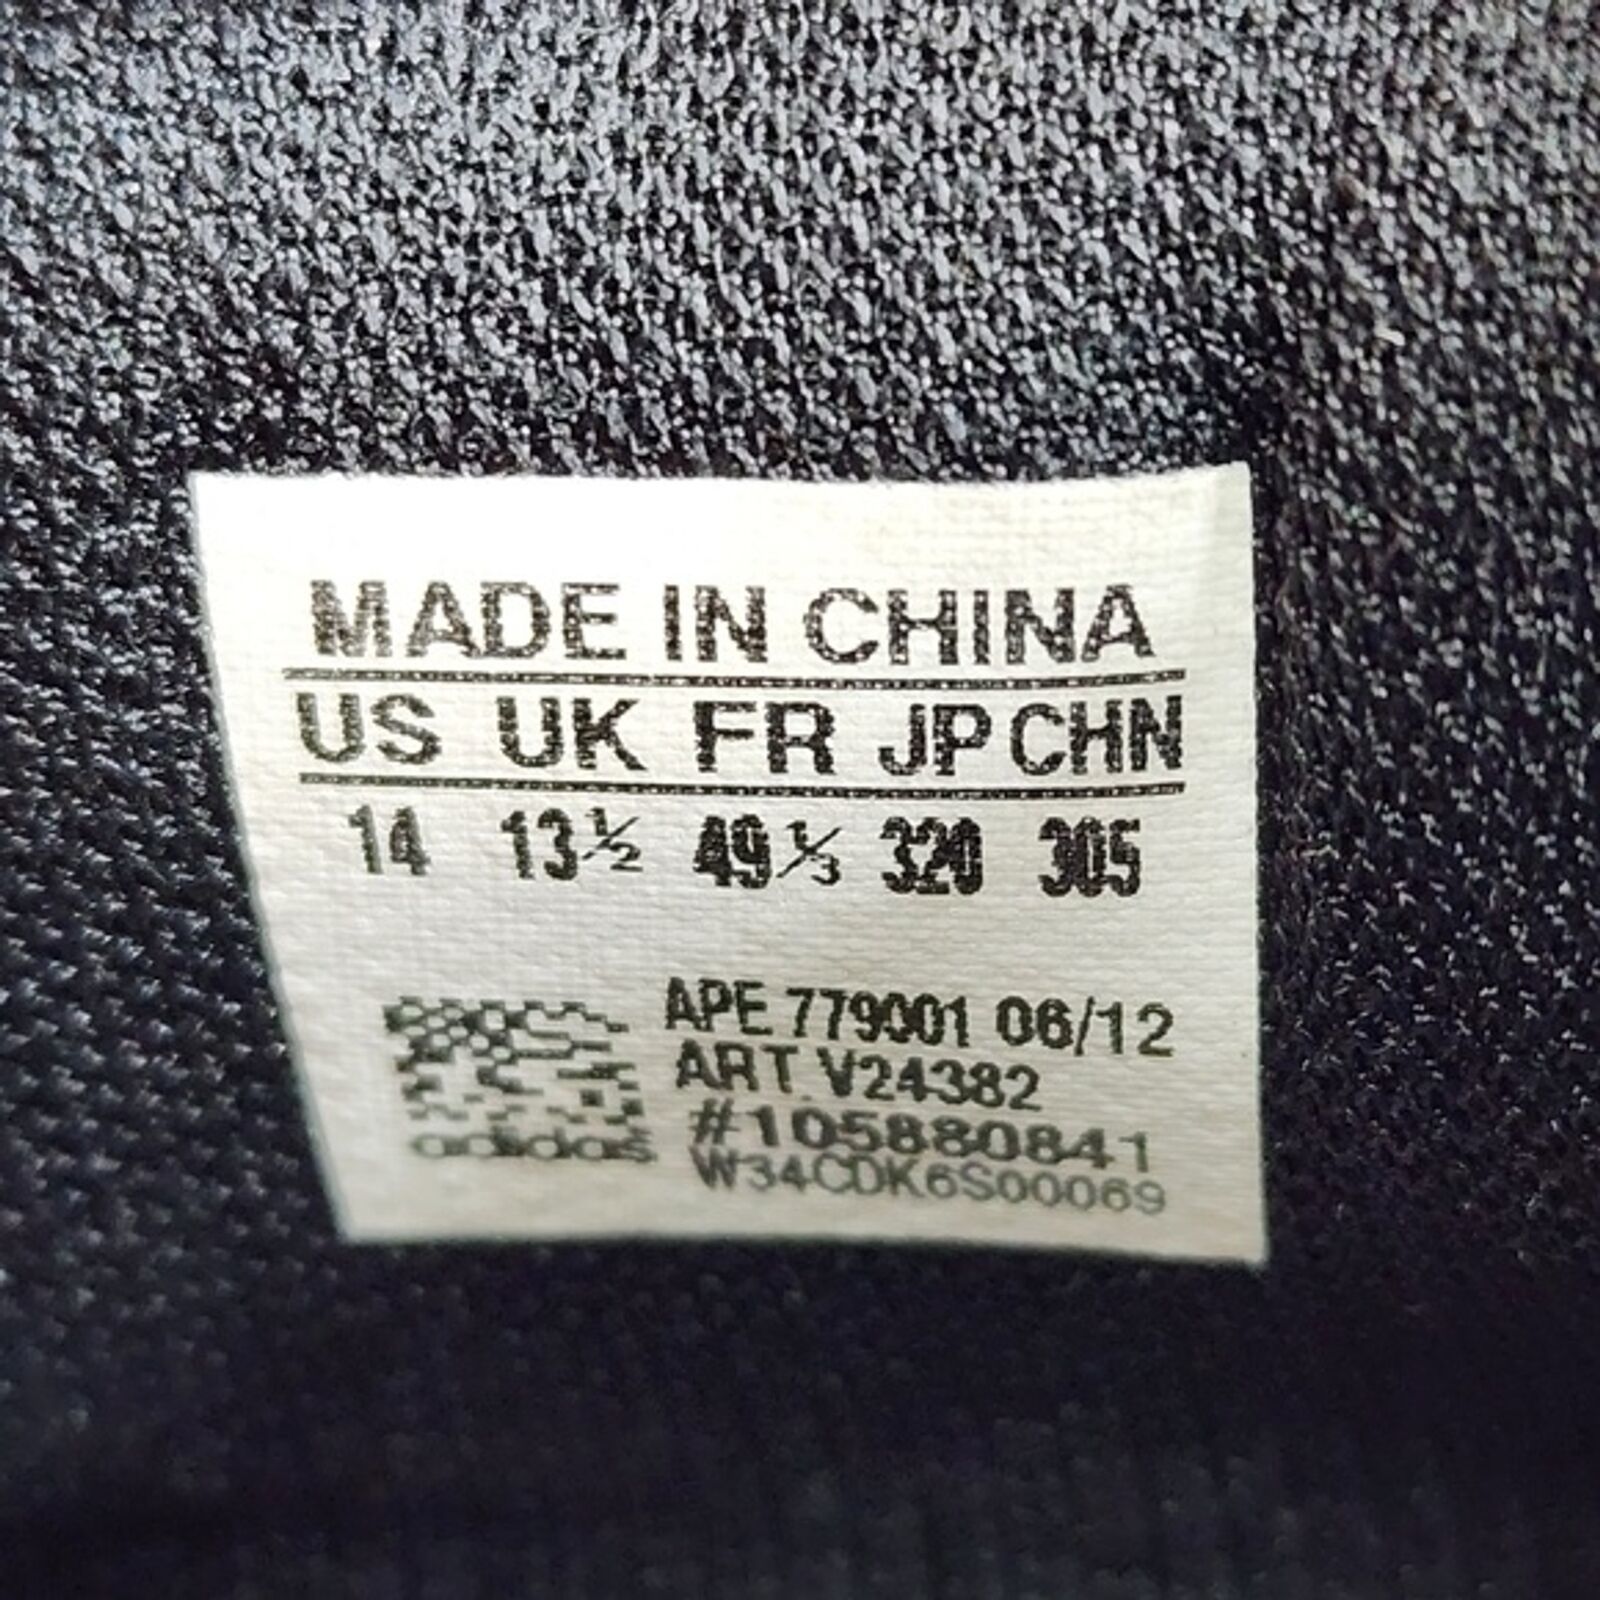 MADE IN CHINA
US UK FR JP CHN
14 13½ 49⅓ 320 305
APE 779001 06/12
ART. V24382
#105880841
W34CDK6S00069
adidas